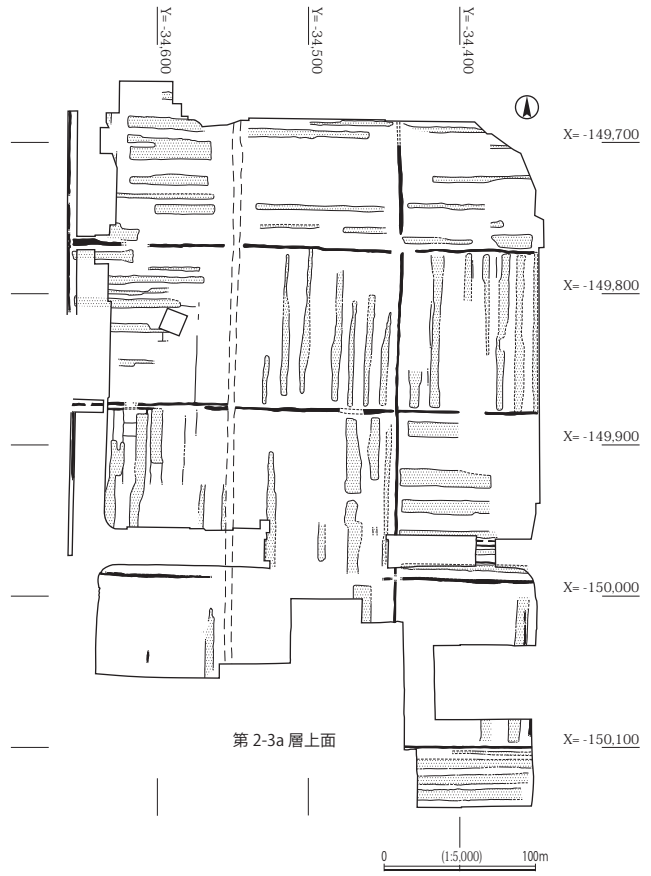 Y= -34,600
Y= -34,500
Y= -34,400
X= -149,700
X= -149,800
X= -149,900
X= -150,000
X= -150,100
第 2-3a 層上面
0 (1:5,000) 100m